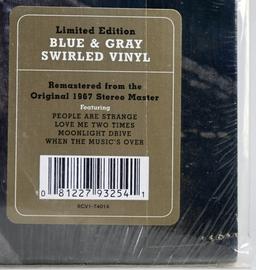 Limited Edition
BLUE & GRAY
SWIRLED VINYL
Remastered from the
Original 1967 Stereo Master
Featuring
PEOPLE ARE STRANGE
LOVE ME TWO TIMES
MOONLIGHT DRIVE
WHEN THE MUSIC'S OVER
0 81227 93254 1
RCV1-74014